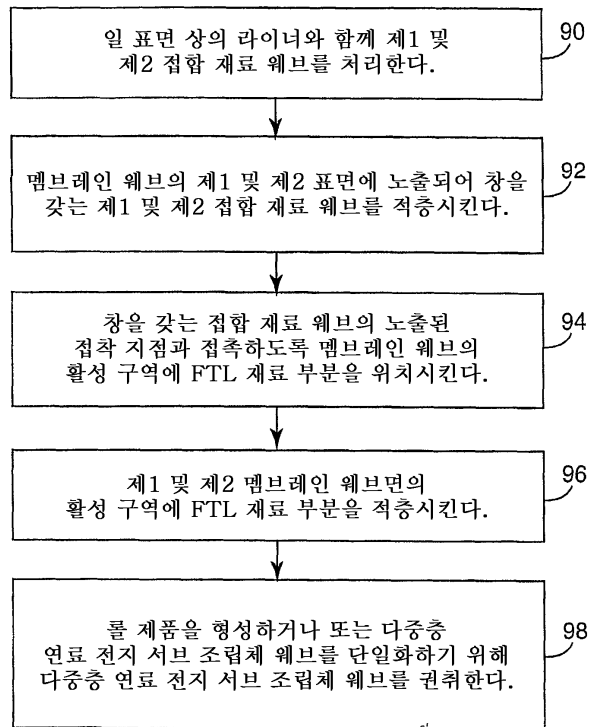 일 표면 상의 라이너와 함께 제1 및
제2 접합 재료 웨브를 처리한다.
90
멤브레인 웨브의 제1 및 제2 표면에 노출되어 창을
갖는 제1 및 제2 접합 재료 웨브를 적층시킨다.
92
창을 갖는 접합 재료 웨브의 노출된
접착 지점과 접촉하도록 멤브레인 웨브의
활성 구역에 FTL 재료 부분을 위치시킨다.
94
제1 및 제2 멤브레인 웨브면의
활성 구역에 FTL 재료 부분을 적층시킨다.
96
롤 제품을 형성하거나 또는 다중층
연료 전지 서브 조립체 웨브를 단일화하기 위해
다중층 연료 전지 서브 조립체 웨브를 권취한다.
98